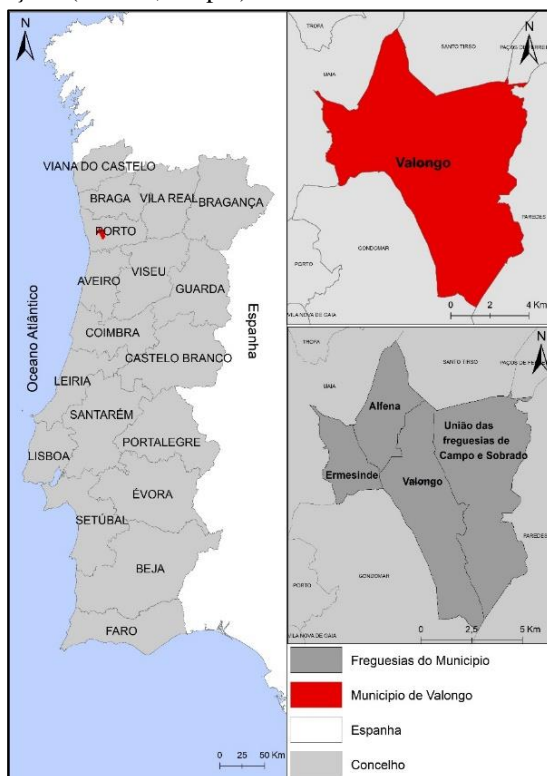 N
VIANA DO CASTELO
BRAGA
VILA REAL
BRAGANÇA
PORTO
AVEIRO
VISEU
GUARDA
COIMBRA
CASTELO BRANCO
LEIRIA
SANTARÉM
PORTALEGRE
LISBOA
ÉVORA
SETÚBAL
BEJA
FARO
Oceano Atlântico
Espanha
0 25 50 Km
N
TROFA
SANTO TIRSO
MAIA
Valongo
PAREDES
GONDOMAR
PORTO
VILA NOVA DE GAIA
0 2 4 Km
N
TROFA
SANTO TIRSO
MAIA
Alfena
União das
freguesias de
Campo e Sobrado
Ermesinde
Valongo
PAREDES
GONDOMAR
PORTO
VILA NOVA DE GAIA
0 2,5 5 Km
Freguesias do Municipio
Municipio de Valongo
Espanha
Concelho